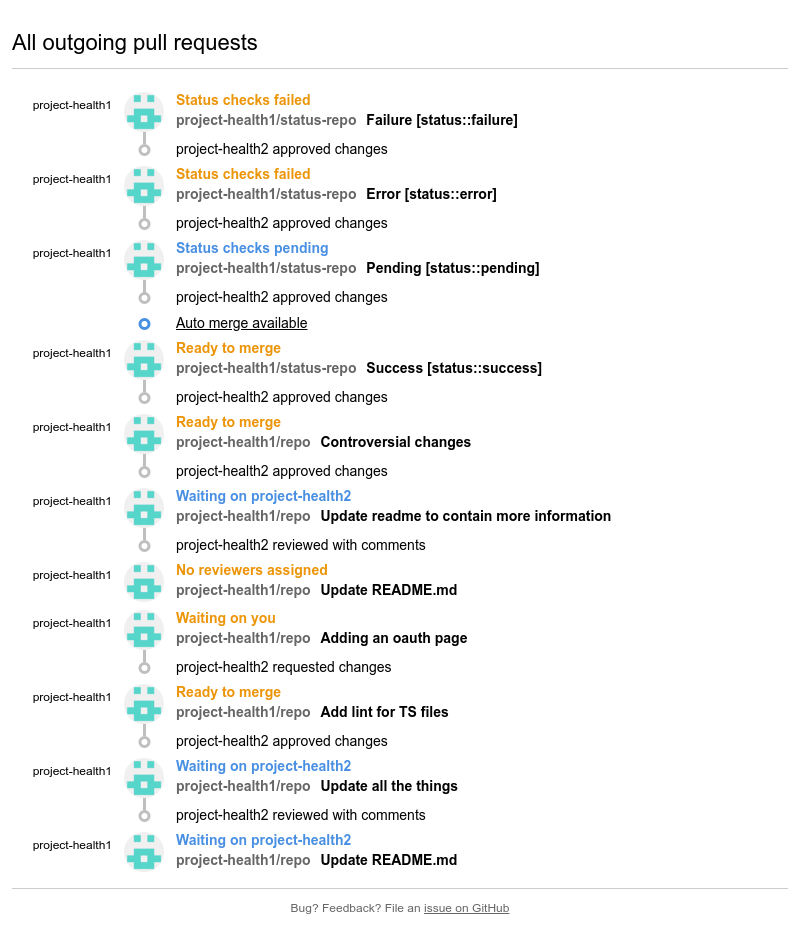 All outgoing pull requests
project-health1
Status checks failed
project-health1/status-repo Failure [status::failure]
project-health2 approved changes
project-health1
Status checks failed
project-health1/status-repo Error [status::error]
project-health2 approved changes
project-health1
Status checks pending
project-health1/status-repo Pending [status::pending]
project-health2 approved changes
Auto merge available
project-health1
Ready to merge
project-health1/status-repo Success [status::success]
project-health2 approved changes
project-health1
Ready to merge
project-health1/repo Controversial changes
project-health2 approved changes
project-health1
Waiting on project-health2
project-health1/repo Update readme to contain more information
project-health2 reviewed with comments
project-health1
No reviewers assigned
project-health1/repo Update README.md
project-health1
Waiting on you
project-health1/repo Adding an oauth page
project-health2 requested changes
project-health1
Ready to merge
project-health1/repo Add lint for TS files
project-health2 approved changes
project-health1
Waiting on project-health2
project-health1/repo Update all the things
project-health2 reviewed with comments
project-health1
Waiting on project-health2
project-health1/repo Update README.md
Bug? Feedback? File an issue on GitHub